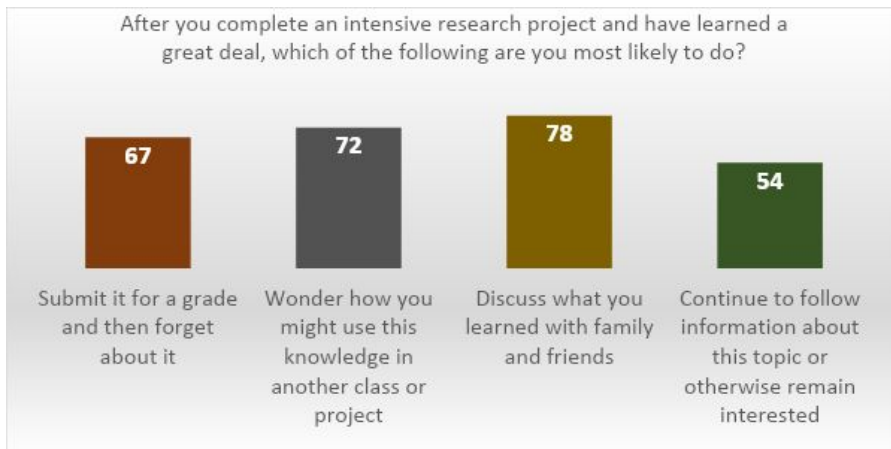 After you complete an intensive research project and have learned a
great deal, which of the following are you most likely to do?
67
72
78
54
Submit it for a grade
and then forget
about it
Wonder how you
might use this
knowledge in
another class or
project
Discuss what you
learned with family
and friends
Continue to follow
information about
this topic or
otherwise remain
interested